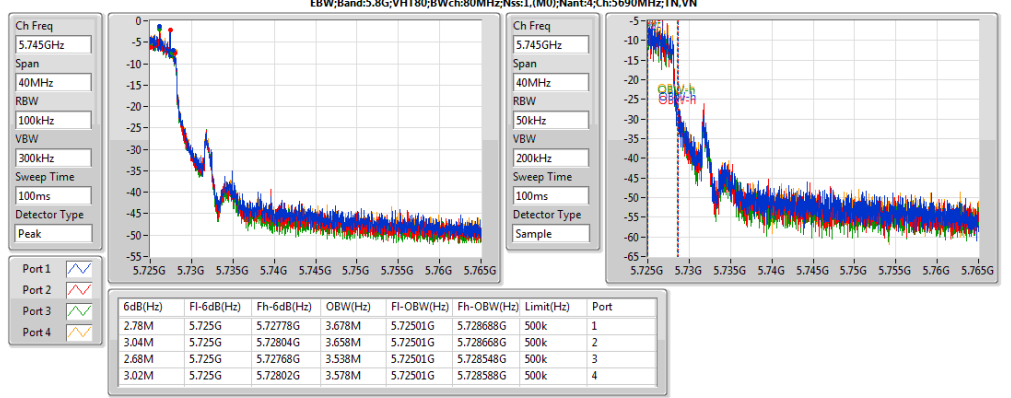 EBW;Band:5.8G;VHT80;BWch:80MHz;Nss:1,(M0);Nant:4;Ch:5690MHz;TN,VN
Ch Freq
5.745GHz
Span
40MHz
RBW
100kHz
VBW
300kHz
Sweep Time
100ms
Detector Type
Peak
0
-5
-10
-15
-20
-25
-30
-35
-40
-45
-50
-55
5.725G 5.73G 5.735G 5.74G 5.745G 5.75G 5.755G 5.76G 5.765G
Ch Freq
5.745GHz
Span
40MHz
RBW
50kHz
VBW
200kHz
Sweep Time
100ms
Detector Type
Sample
-5
-10
-15
-20
-25
-30
-35
-40
-45
-50
-55
-60
-65
OBW-h
5.725G 5.73G 5.735G 5.74G 5.745G 5.75G 5.755G 5.76G 5.765G
Port 1
Port 2
Port 3
Port 4
6dB(Hz) Fl-6dB(Hz) Fh-6dB(Hz) OBW(Hz) Fl-OBW(Hz) Fh-OBW(Hz) Limit(Hz) Port
2.78M 5.725G 5.72778G 3.678M 5.72501G 5.728688G 500k 1
3.04M 5.725G 5.72804G 3.658M 5.72501G 5.728668G 500k 2
2.68M 5.725G 5.72768G 3.538M 5.72501G 5.728548G 500k 3
3.02M 5.725G 5.72802G 3.578M 5.72501G 5.728588G 500k 4